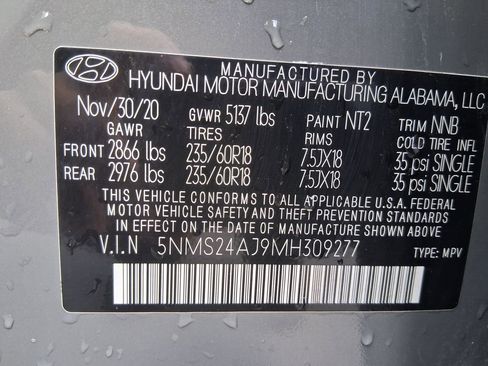 MANUFACTURED BY
HYUNDAI MOTOR MANUFACTURING ALABAMA, LLC
Nov/30/20 GVWR 5137 lbs PAINT NT2 TRIM NNB
GAWR TIRES RIMS COLD TIRE INFL
FRONT 2866 lbs 235/60R18 7.5JX18 35 psi SINGLE
REAR 2976 lbs 235/60R18 7.5JX18 35 psi SINGLE
THIS VEHICLE CONFORMS TO ALL APPLICABLE U.S.A. FEDERAL
MOTOR VEHICLE SAFETY AND THEFT PREVENTION STANDARDS
IN EFFECT ON THE DATE OF MANUFACTURE SHOWN ABOVE.
V.I.N 5NMS24AJ9MH309277 TYPE: MPV